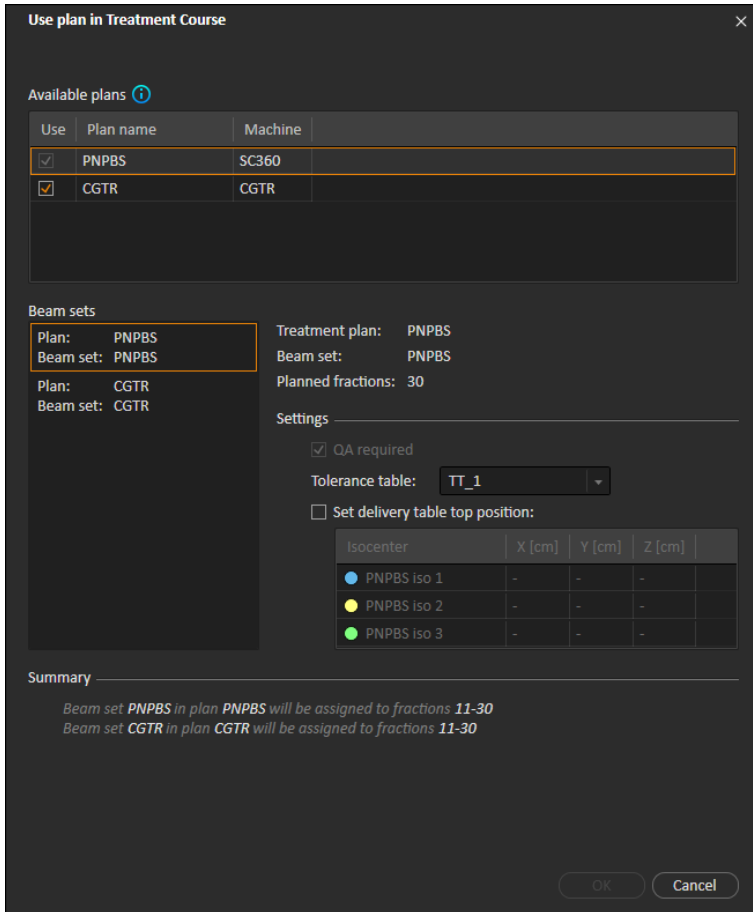 Use plan in Treatment Course
Available plans
Use Plan name Machine
PNPBS SC360
CGTR CGTR
Beam sets
Plan: PNPBS
Beam set: PNPBS
Plan: CGTR
Beam set: CGTR
Treatment plan: PNPBS
Beam set: PNPBS
Planned fractions: 30
Settings
QA required
Tolerance table: TT_1
Set delivery table top position:
Isocenter X [cm] Y [cm] Z [cm]
PNPBS iso 1 - - -
PNPBS iso 2 - - -
PNPBS iso 3 - - -
Summary
Beam set PNPBS in plan PNPBS will be assigned to fractions 11-30
Beam set CGTR in plan CGTR will be assigned to fractions 11-30
OK Cancel